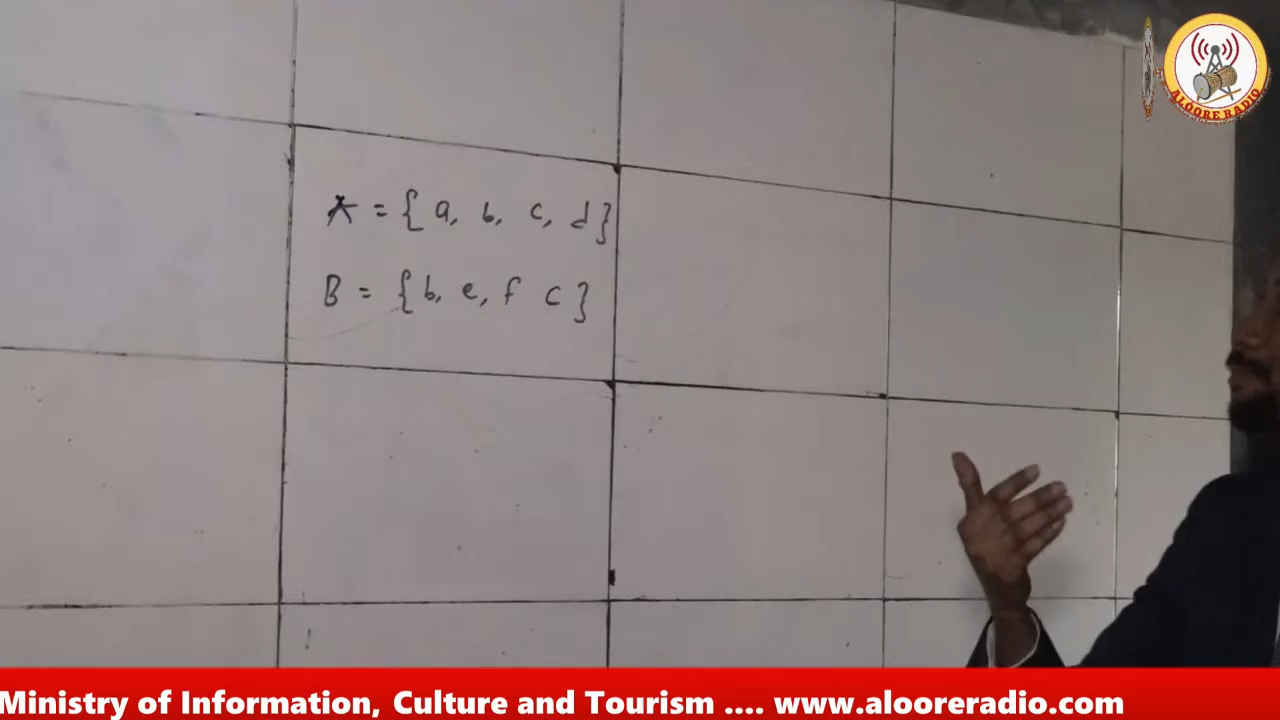 ALOORE RADIO
A = { a, b, c, d }
B = { b, e, f c }
Ministry of Information, Culture and Tourism .... www.alooreradio.com